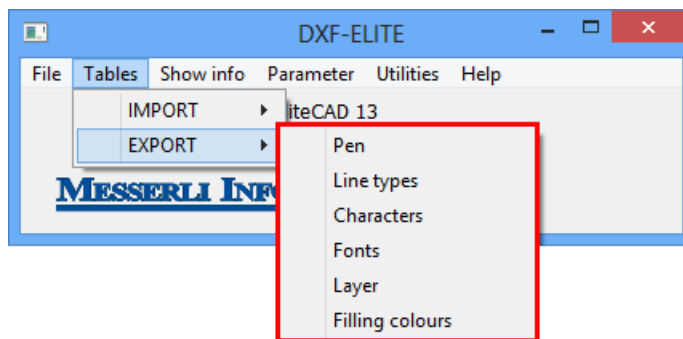 DXF-ELITE
File Tables Show info Parameter Utilities Help
IMPORT
iteCAD 13
EXPORT
Pen
MESSERLI
Line types
Characters
Fonts
Layer
Filling colours